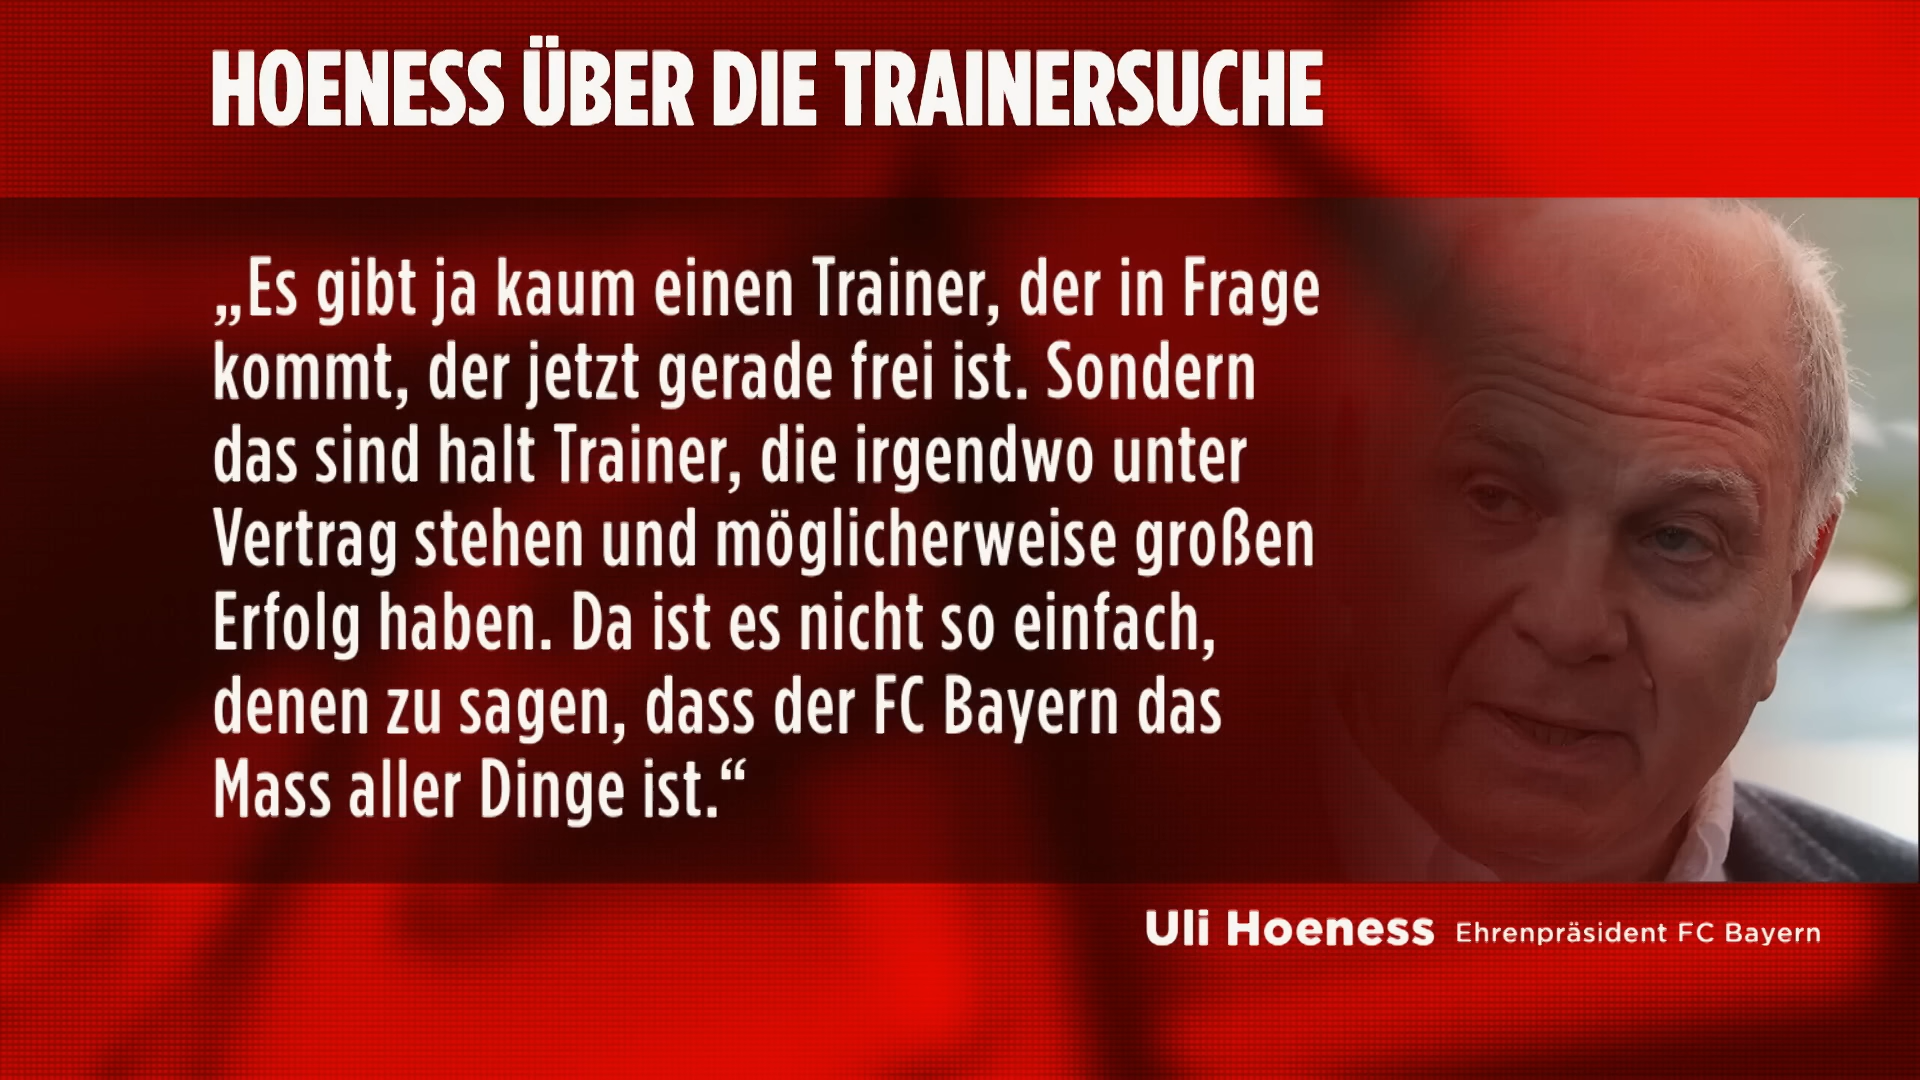 HOENESS ÜBER DIE TRAINERSUCHE
„Es gibt ja kaum einen Trainer, der in Frage
kommt, der jetzt gerade frei ist. Sondern
das sind halt Trainer, die irgendwo unter
Vertrag stehen und möglicherweise großen
Erfolg haben. Da ist es nicht so einfach,
denen zu sagen, dass der FC Bayern das
Mass aller Dinge ist.“
Uli Hoeness Ehrenpräsident FC Bayern